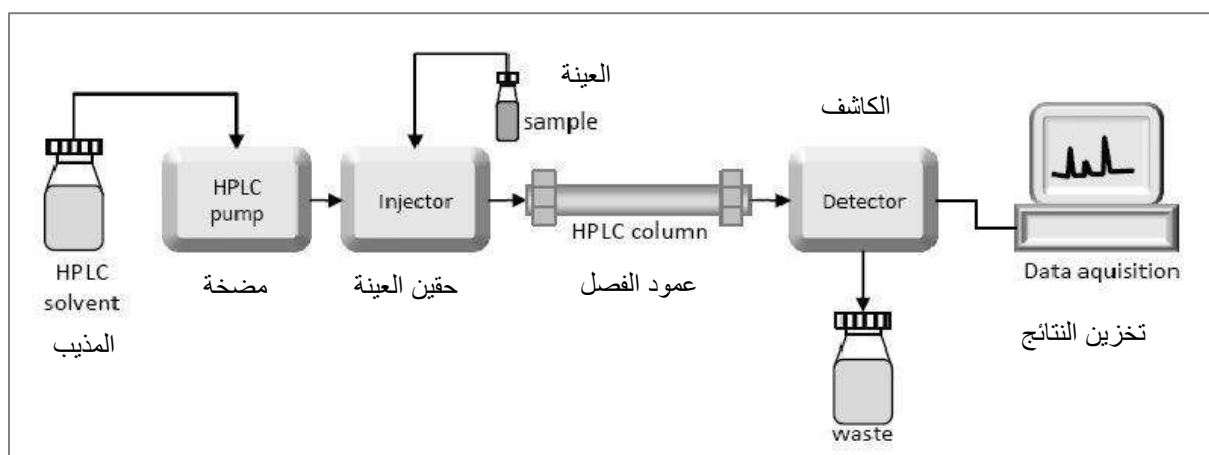 العينة
sample
الكاشف
HPLC
pump
Injector
HPLC column
Detector
HPLC
solvent
المذيب
مضخة
حقين العينة
عمود الفصل
Data aquisition
تخزين النتائج
waste